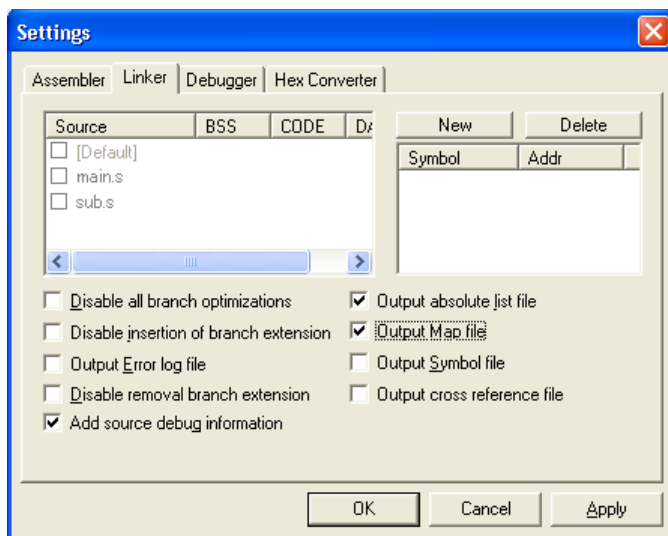 Settings
Assembler Linker Debugger Hex Converter
Source BSS CODE DA New Delete
[Default] Symbol Addr
main.s
sub.s
Disable all branch optimizations Output absolute list file
Disable insertion of branch extension Output Map file
Output Error log file Output Symbol file
Disable removal branch extension Output cross reference file
Add source debug information
OK Cancel Apply